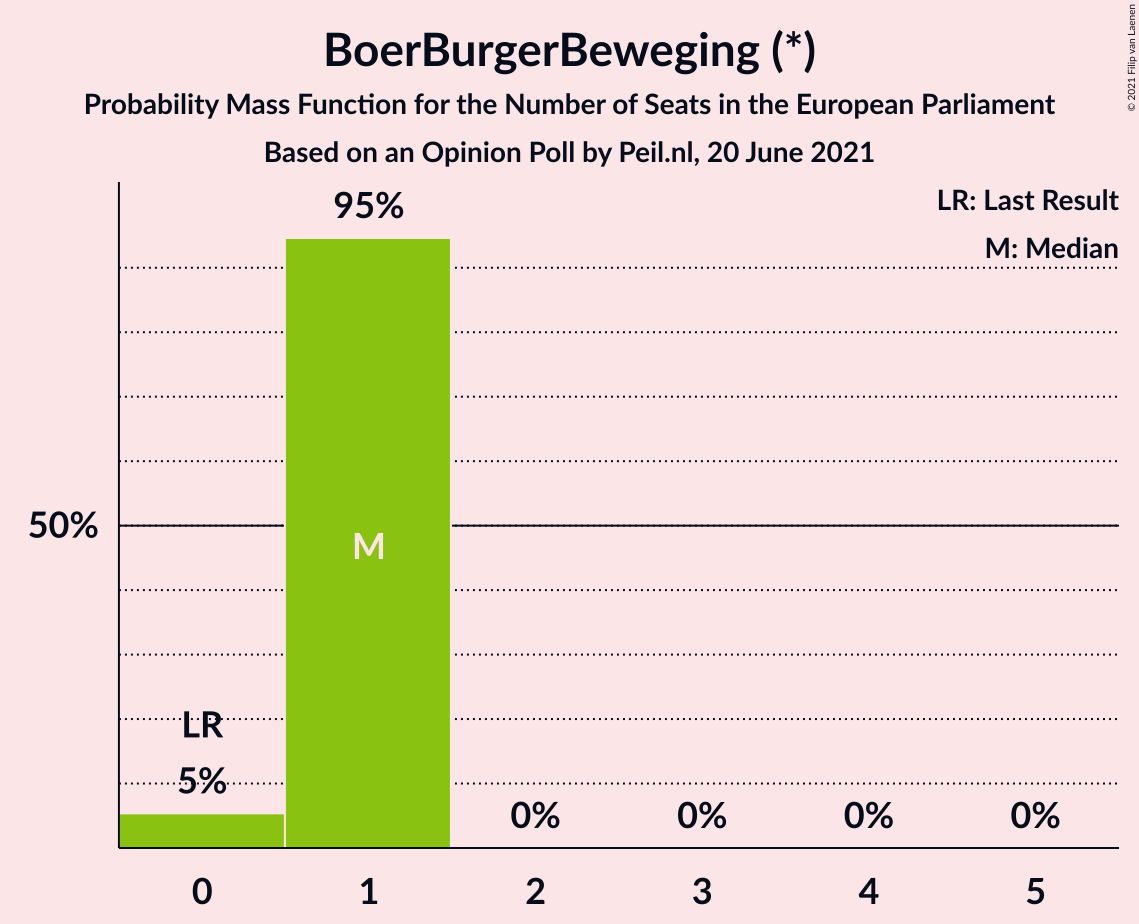 BoerBurgerBeweging (*)
Probability Mass Function for the Number of Seats in the European Parliament
Based on an Opinion Poll by Peil.nl, 20 June 2021
© 2021 Filip van Laenen
LR: Last Result
M: Median
95%
50%
M
LR
5%
0% 0% 0% 0%
0 1 2 3 4 5